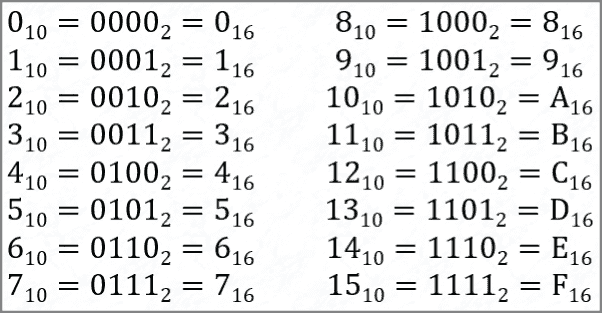 0₁₀ = 0000₂ = 0₁₆ 8₁₀ = 1000₂ = 8₁₆
1₁₀ = 0001₂ = 1₁₆ 9₁₀ = 1001₂ = 9₁₆
2₁₀ = 0010₂ = 2₁₆ 10₁₀ = 1010₂ = A₁₆
3₁₀ = 0011₂ = 3₁₆ 11₁₀ = 1011₂ = B₁₆
4₁₀ = 0100₂ = 4₁₆ 12₁₀ = 1100₂ = C₁₆
5₁₀ = 0101₂ = 5₁₆ 13₁₀ = 1101₂ = D₁₆
6₁₀ = 0110₂ = 6₁₆ 14₁₀ = 1110₂ = E₁₆
7₁₀ = 0111₂ = 7₁₆ 15₁₀ = 1111₂ = F₁₆